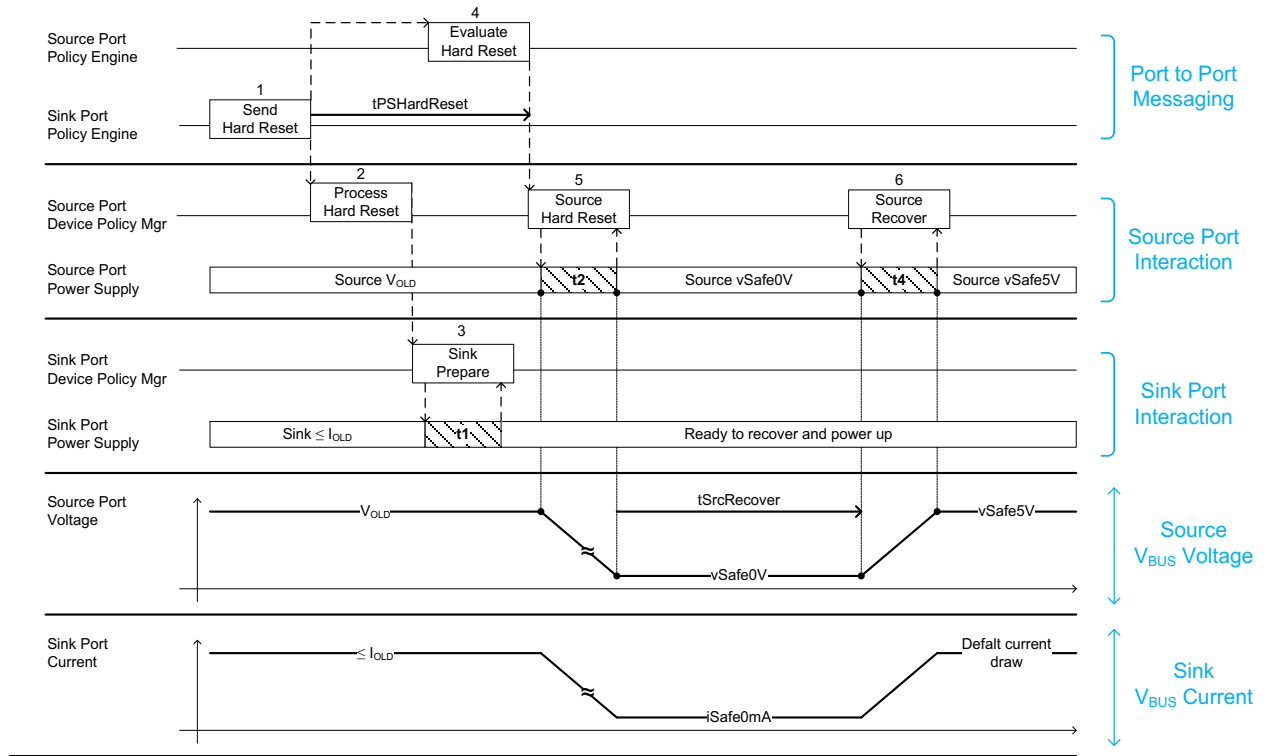 4
Source Port
Policy Engine
Evaluate
Hard Reset
Port to Port
Messaging
1
Sink Port
Policy Engine
Send
Hard Reset
tPSHardReset
2
5
6
Source Port
Device Policy Mgr
Process
Hard Reset
Source
Hard Reset
Source
Recover
Source Port
Interaction
Source Port
Power Supply
Source VOLD
t2
Source vSafe0V
t4
Source vSafe5V
3
Sink Port
Device Policy Mgr
Sink
Prepare
Sink Port
Interaction
Sink Port
Power Supply
Sink ≤ IOLD
t1
Ready to recover and power up
Source Port
Voltage
VOLD
tSrcRecover
vSafe5V
≈
vSafe0V
Source
VBUS Voltage
Sink Port
Current
≤ IOLD
Defalt current
draw
≈
iSafe0mA
Sink
VBUS Current